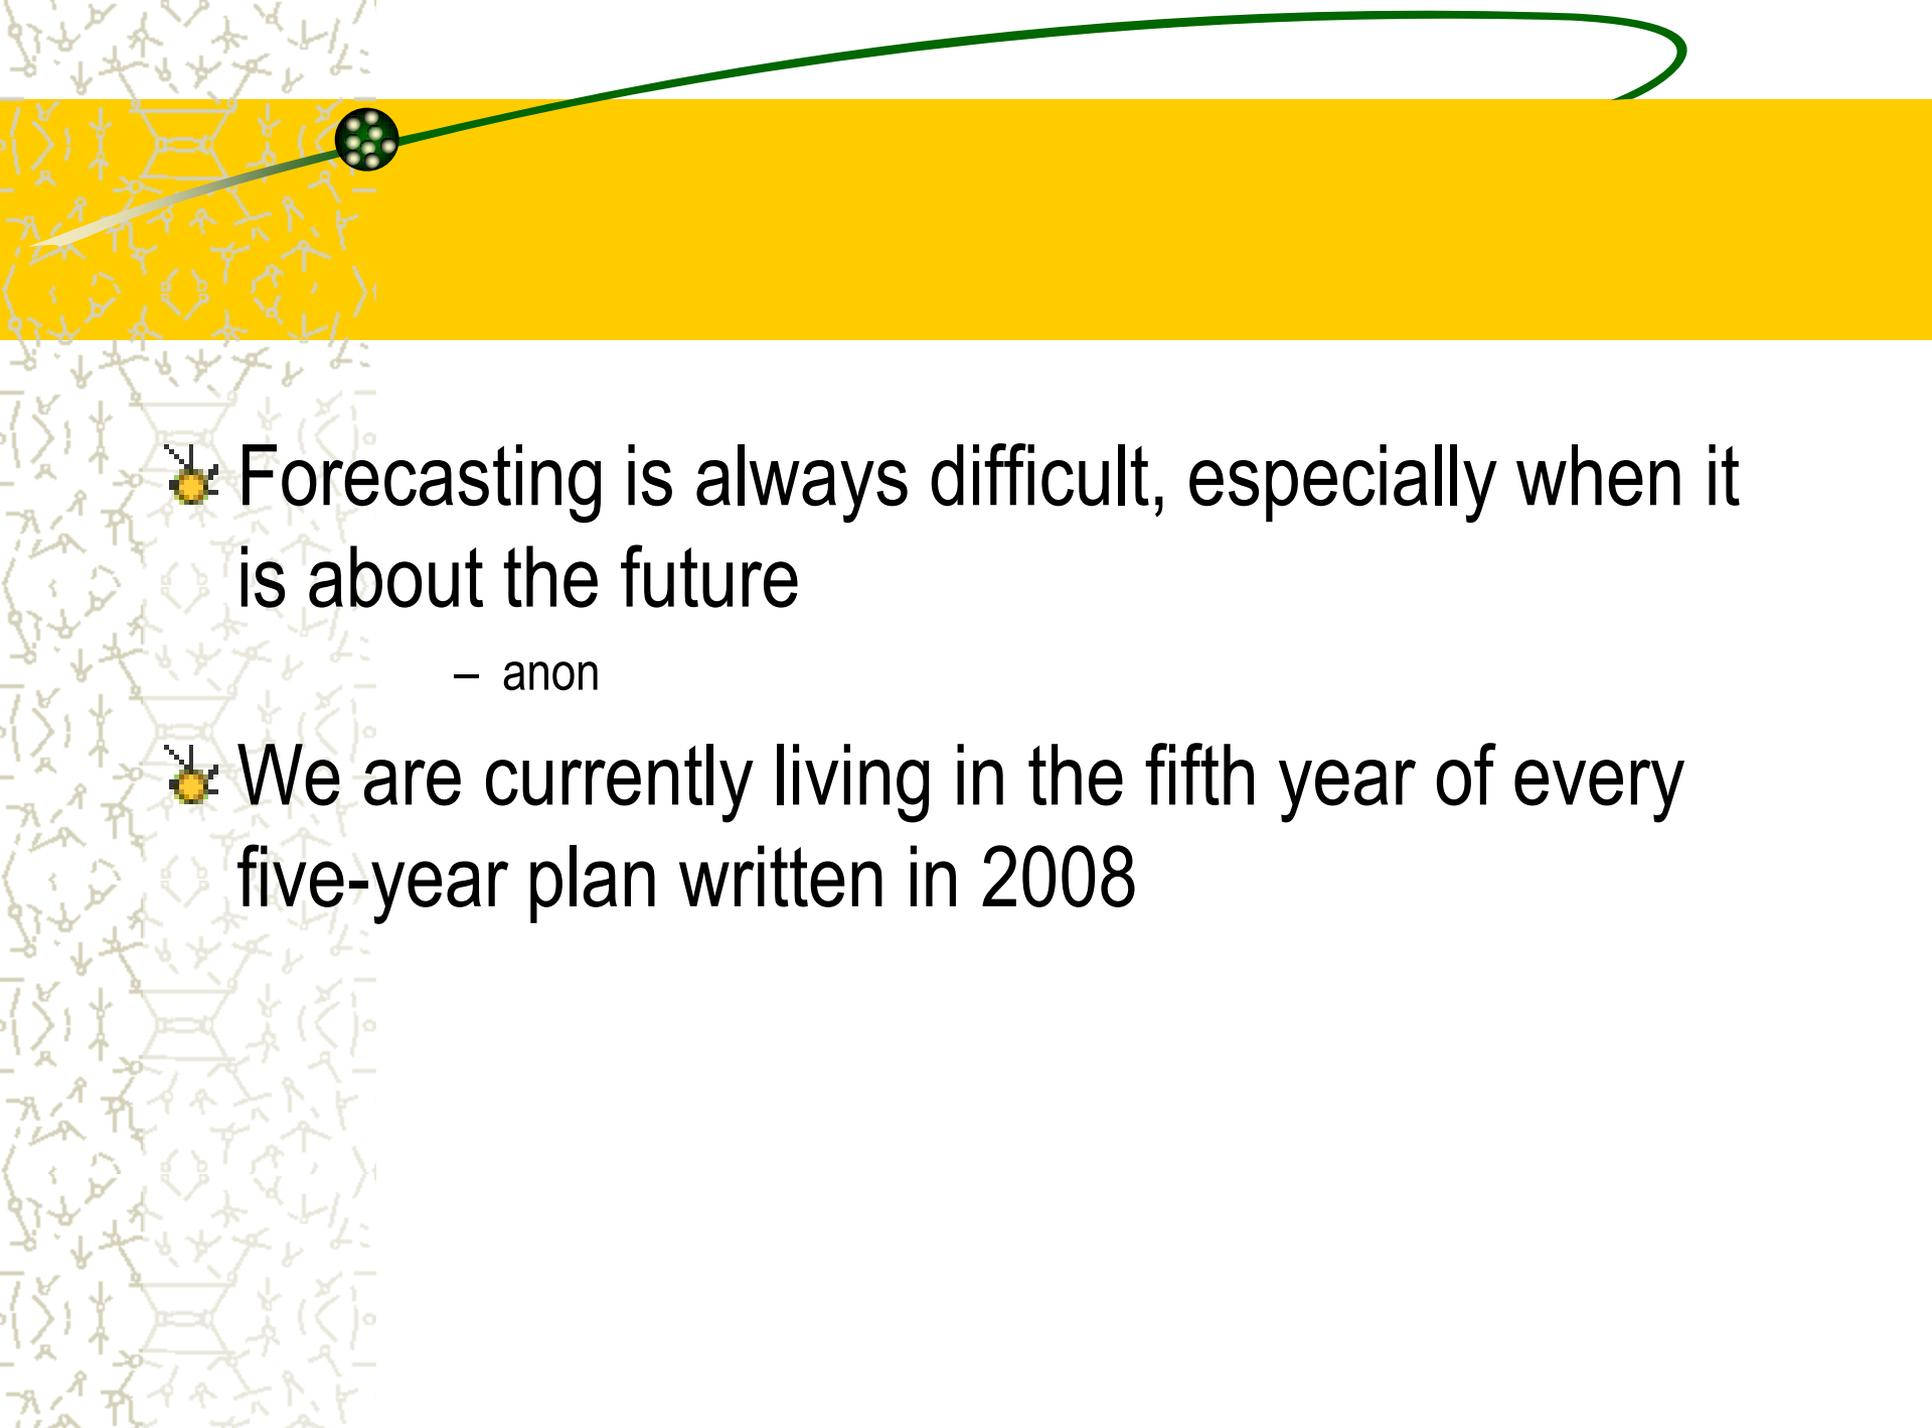 Forecasting is always difficult, especially when it
is about the future
– anon
We are currently living in the fifth year of every
five-year plan written in 2008